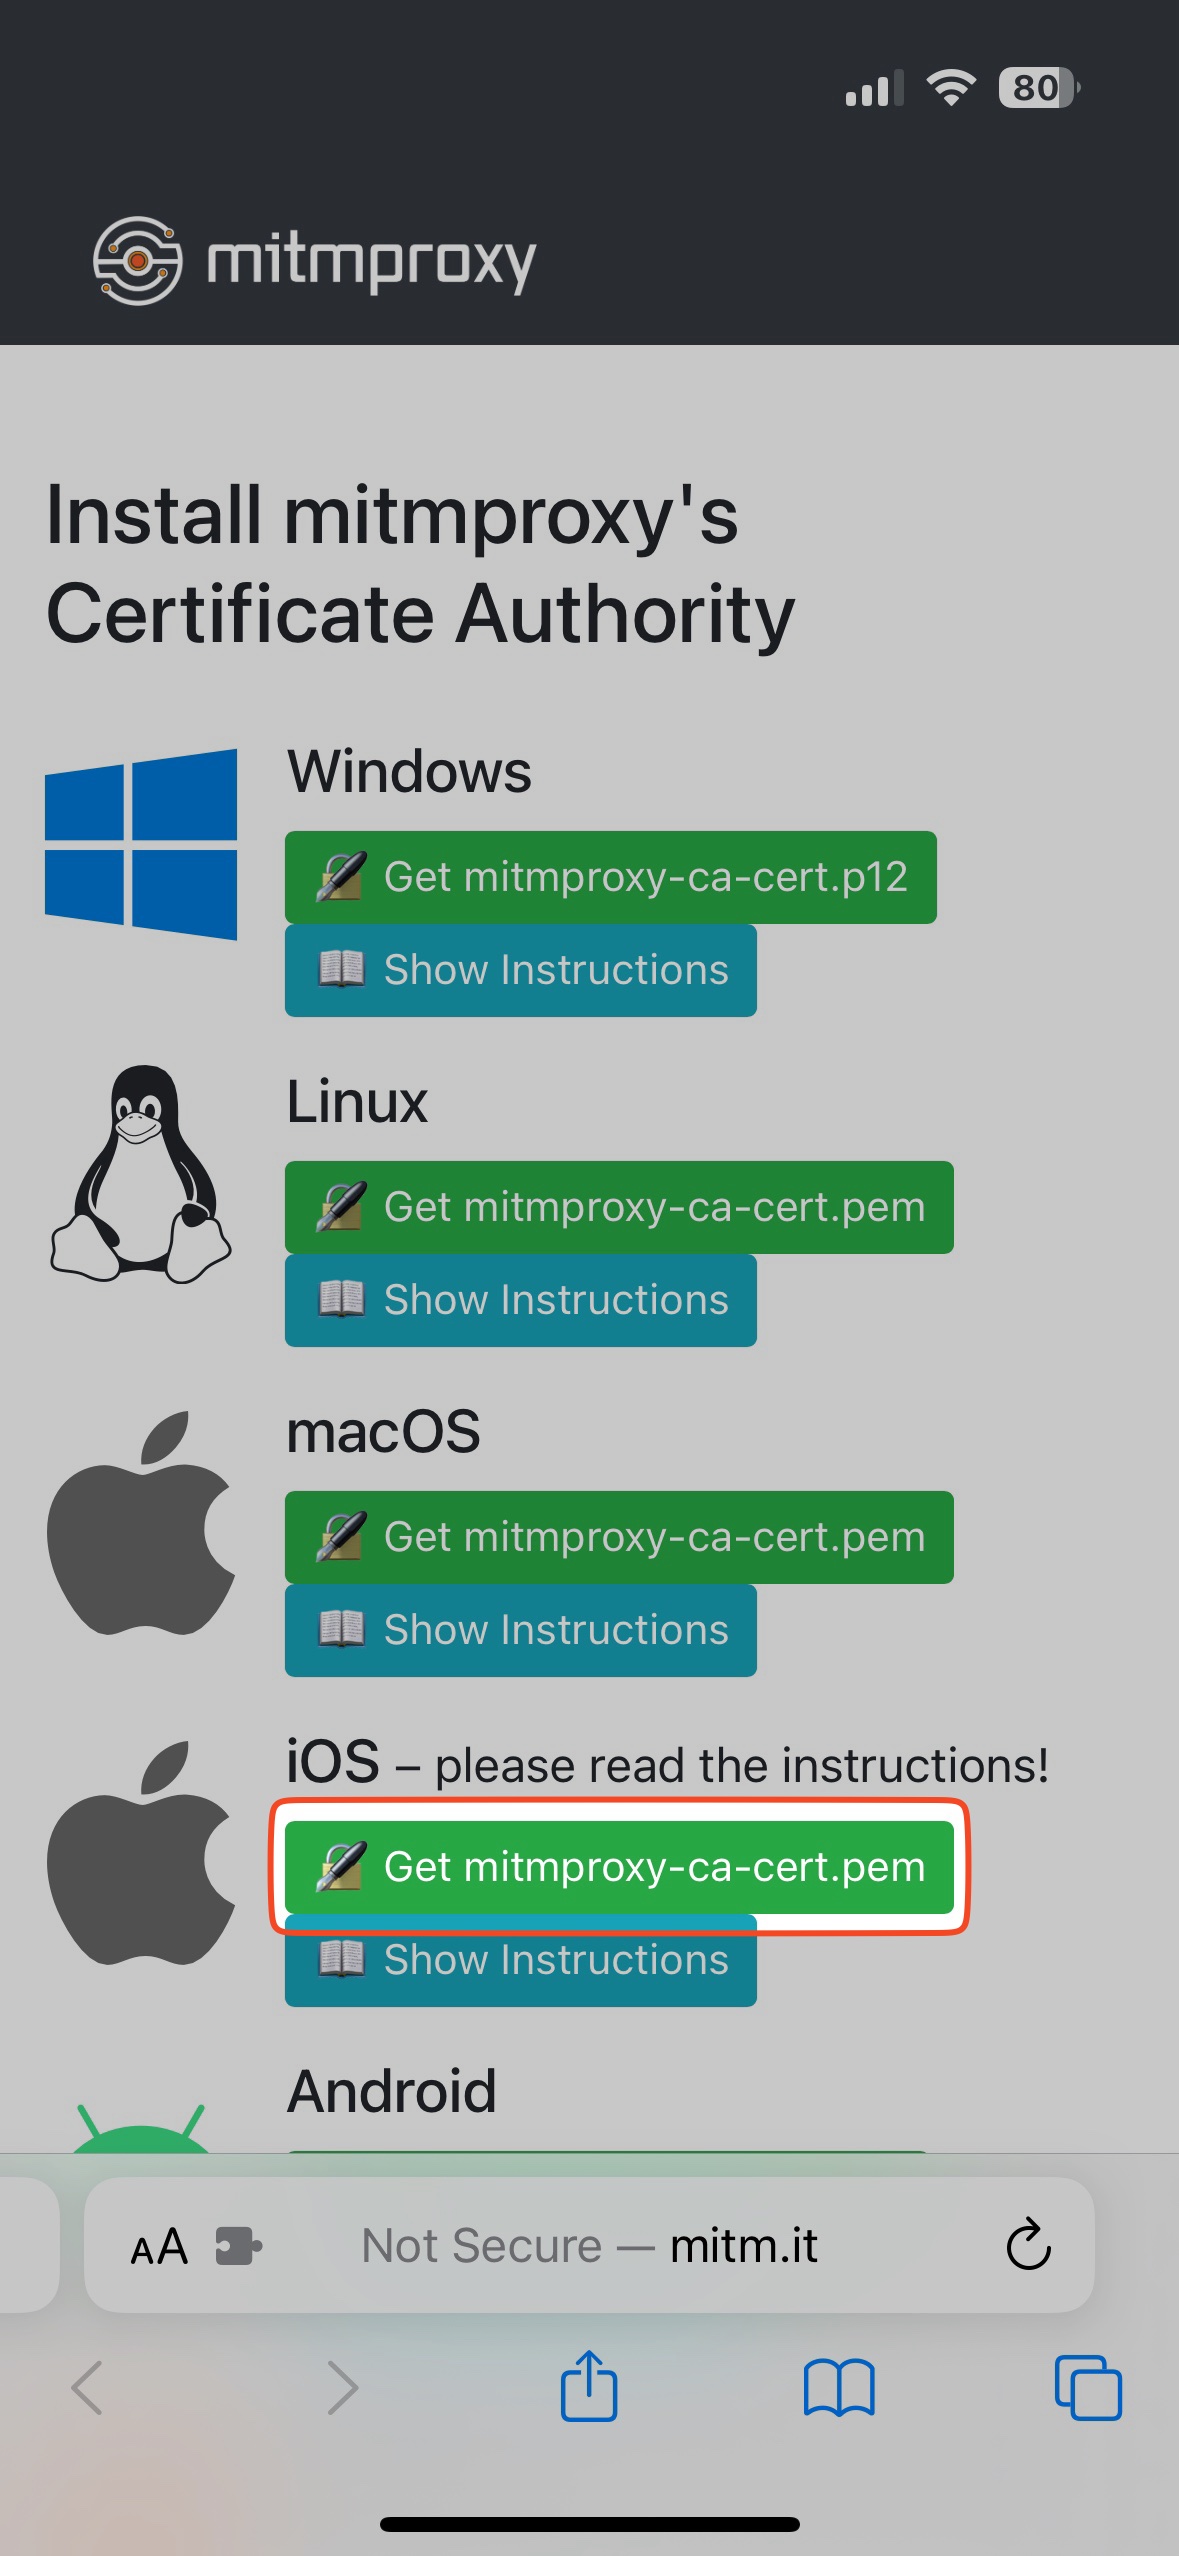 80
mitmproxy
Install mitmproxy's
Certificate Authority
Windows
Get mitmproxy-ca-cert.p12
Show Instructions
Linux
Get mitmproxy-ca-cert.pem
Show Instructions
macOS
Get mitmproxy-ca-cert.pem
Show Instructions
iOS – please read the instructions!
Get mitmproxy-ca-cert.pem
Show Instructions
Android
AA Not Secure — mitm.it